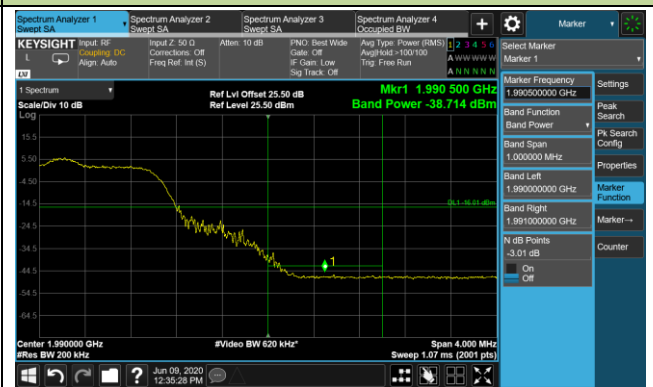 Spectrum Analyzer 1
Swept SA
Spectrum Analyzer 2
Swept SA
Spectrum Analyzer 3
Swept SA
Spectrum Analyzer 4
Occupied BW
+
Marker
KEYSIGHT
L
LXI
Input: RF
Coupling: DC
Align: Auto
Input Z: 50 Ω
Corrections: Off
Freq Ref: Int (S)
Atten: 10 dB
PNO: Best Wide
Gate: Off
IF Gain: Low
Sig Track: Off
Avg Type: Power (RMS)
Avg|Hold:>100/100
Trig: Free Run
1 2 3 4 5 6
A W W W W W
A N N N N N
Select Marker
Marker 1
1 Spectrum
Scale/Div 10 dB
Log
Ref Lvl Offset 25.50 dB
Ref Level 25.50 dBm
Mkr1 1.990 500 GHz
Band Power -38.714 dBm
15.5
5.50
-4.50
-14.5
-24.5
-34.5
-44.5
-54.5
-64.5
DL1 -16.01 dBm
1
Center 1.990000 GHz
#Res BW 200 kHz
#Video BW 620 kHz*
Span 4.000 MHz
Sweep 1.07 ms (2001 pts)
Marker Frequency
1.990500000 GHz
Band Function
Band Power
Band Span
1.000000 MHz
Band Left
1.990000000 GHz
Band Right
1.991000000 GHz
N dB Points
-3.01 dB
On
Off
Settings
Peak
Search
Pk Search
Config
Properties
Marker
Function
Marker→
Counter
?
Jun 09, 2020
12:35:28 PM